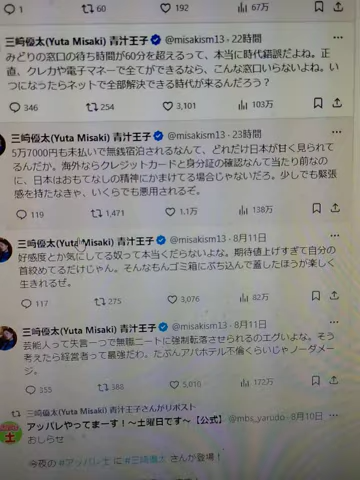 1 60 192 67万
三﨑優太(Yuta Misaki) 青汁王子 @misakism13・22時間
みどりの窓口の待ち時間が60分を超えるって、本当に時代錯誤だよね。正
直、クレカや電子マネーで全てができるなら、こんな窓口いらないよね。い
つになったらネットで全部解決できる時代が来るんだろう？
346 254 3,101 103万
三﨑優太(Yuta Misaki) 青汁王子 @misakism13・23時間
5万7000円も未払いで無銭宿泊されるなんて、どれだけ日本が甘く見られて
るんだか。海外ならクレジットカードと身分証の確認なんて当たり前なの
に、日本はおもてなしの精神にかまけてる場合じゃないだろ。少しでも緊張
感を持たなきゃ、いくらでも悪用されるぞ。
119 1,471 1.1万 138万
三﨑優太(Yuta Misaki) 青汁王子 @misakism13・8月11日
好感度とか気にしてる奴って本当くだらないよな。期待値上げすぎて自分の
首絞めてるだけじゃん。そんなもんゴミ箱にぶち込んで蓋したほうが楽しく
生きれるぜ。
117 275 3,076 82万
三﨑優太(Yuta Misaki) 青汁王子 @misakism13・8月11日
芸能人って失言一つで無職ニートに強制転落させられるのエグいよな。そう
考えたら経営者って最強だわ。たぶんアパホテル不倫くらいじゃノーダメー
ジ。
355 388 5,010 172万
三﨑優太(Yuta Misaki) 青汁王子さんがリポスト
アッパレやってまーす！～土曜日です～【公式】 @mbs_yarudo・8月10日
おしらせ
今夜の #アッパレ土 に #三崎優太 さんが登場！